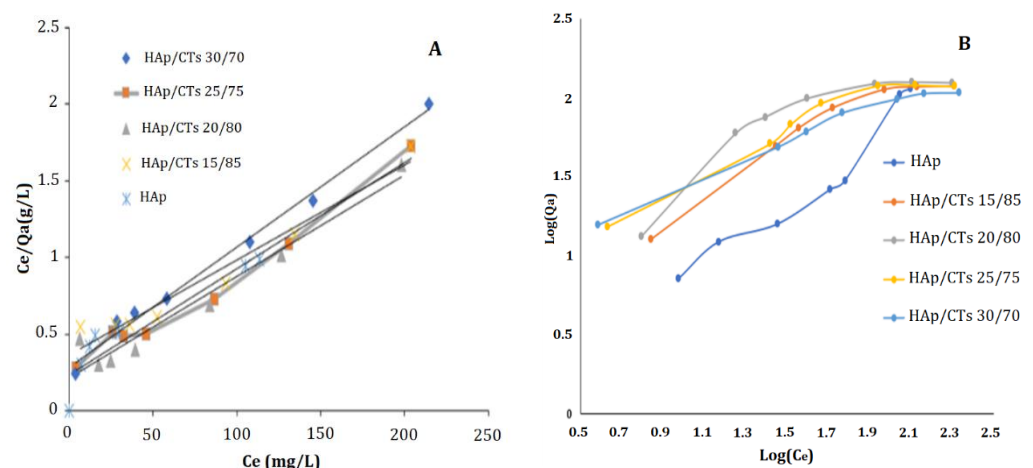 A
HAp/CTs 30/70
HAp/CTs 25/75
HAp/CTs 20/80
HAp/CTs 15/85
HAp
Ce/Qa(g/L)
2.5
2
1.5
1
0.5
0
0
50
100
150
200
250
Ce (mg/L)
B
HAp
HAp/CTs 15/85
HAp/CTs 20/80
HAp/CTs 25/75
HAp/CTs 30/70
Log(Qa)
2.5
2
1.5
1
0.5
0
0.5
0.7
0.9
1.1
1.3
1.5
1.7
1.9
2.1
2.3
2.5
Log(Ce)